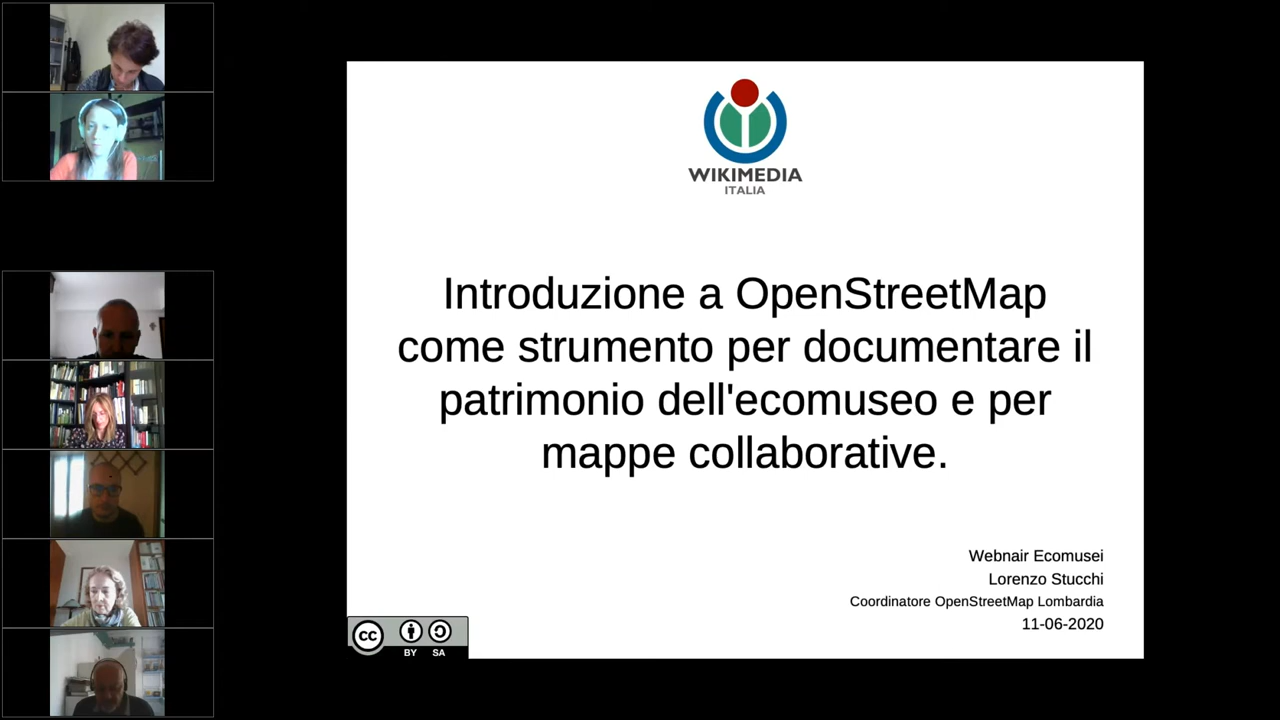 WIKIMEDIA
ITALIA
Introduzione a OpenStreetMap
come strumento per documentare il
patrimonio dell'ecomuseo e per
mappe collaborative.
Webnair Ecomusei
Lorenzo Stucchi
Coordinatore OpenStreetMap Lombardia
11-06-2020
cc
BY SA